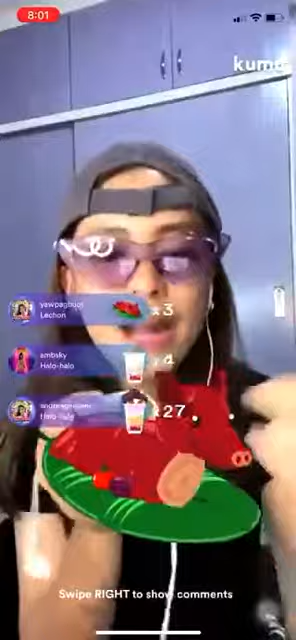 8:01
kumu
Lechon
x3
ambsky
Halo-halo
x4
Halo-halo
x27
Swipe RIGHT to show comments